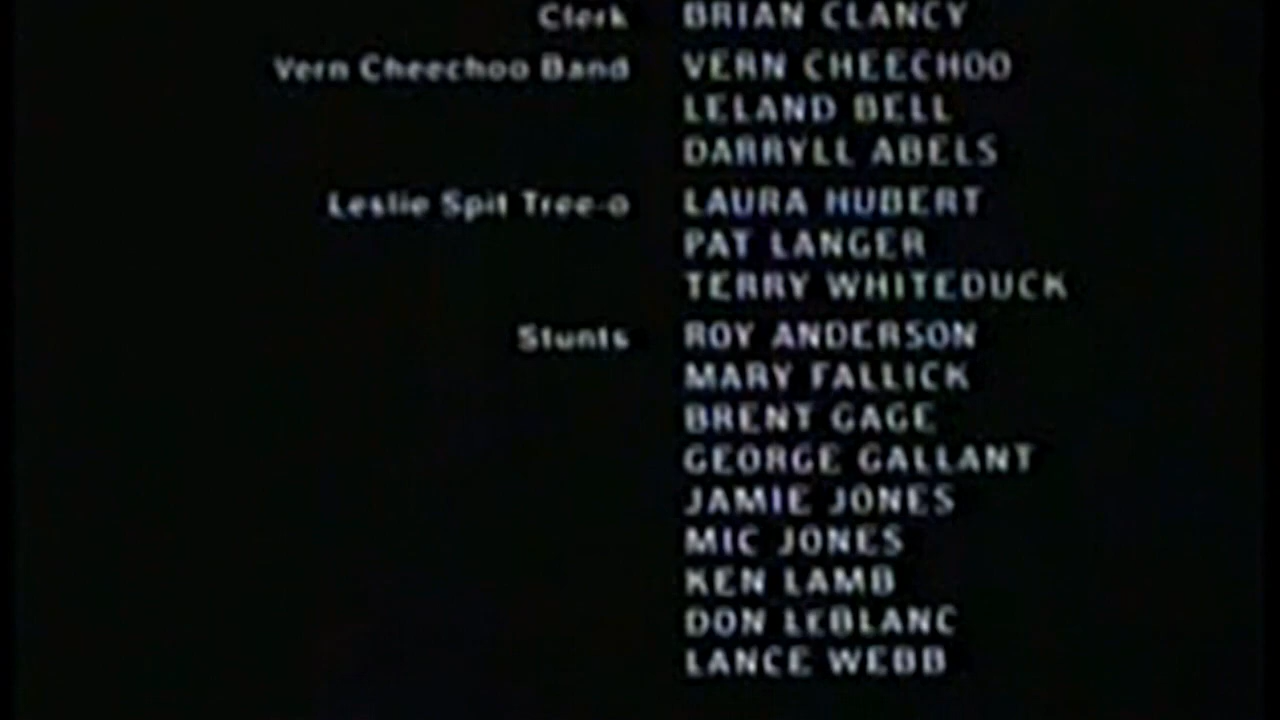 Clerk BRIAN CLANCY
Vern Cheechoo Band VERN CHEECHOO
LELAND BELL
DARRYLL ABELS
Leslie Spit Tree-o LAURA HUBERT
PAT LANGER
TERRY WHITEDUCK
Stunts ROY ANDERSON
MARY FALLICK
BRENT GAGE
GEORGE GALLANT
JAMIE JONES
MIC JONES
KEN LAMB
DON LEBLANC
LANCE WEBB